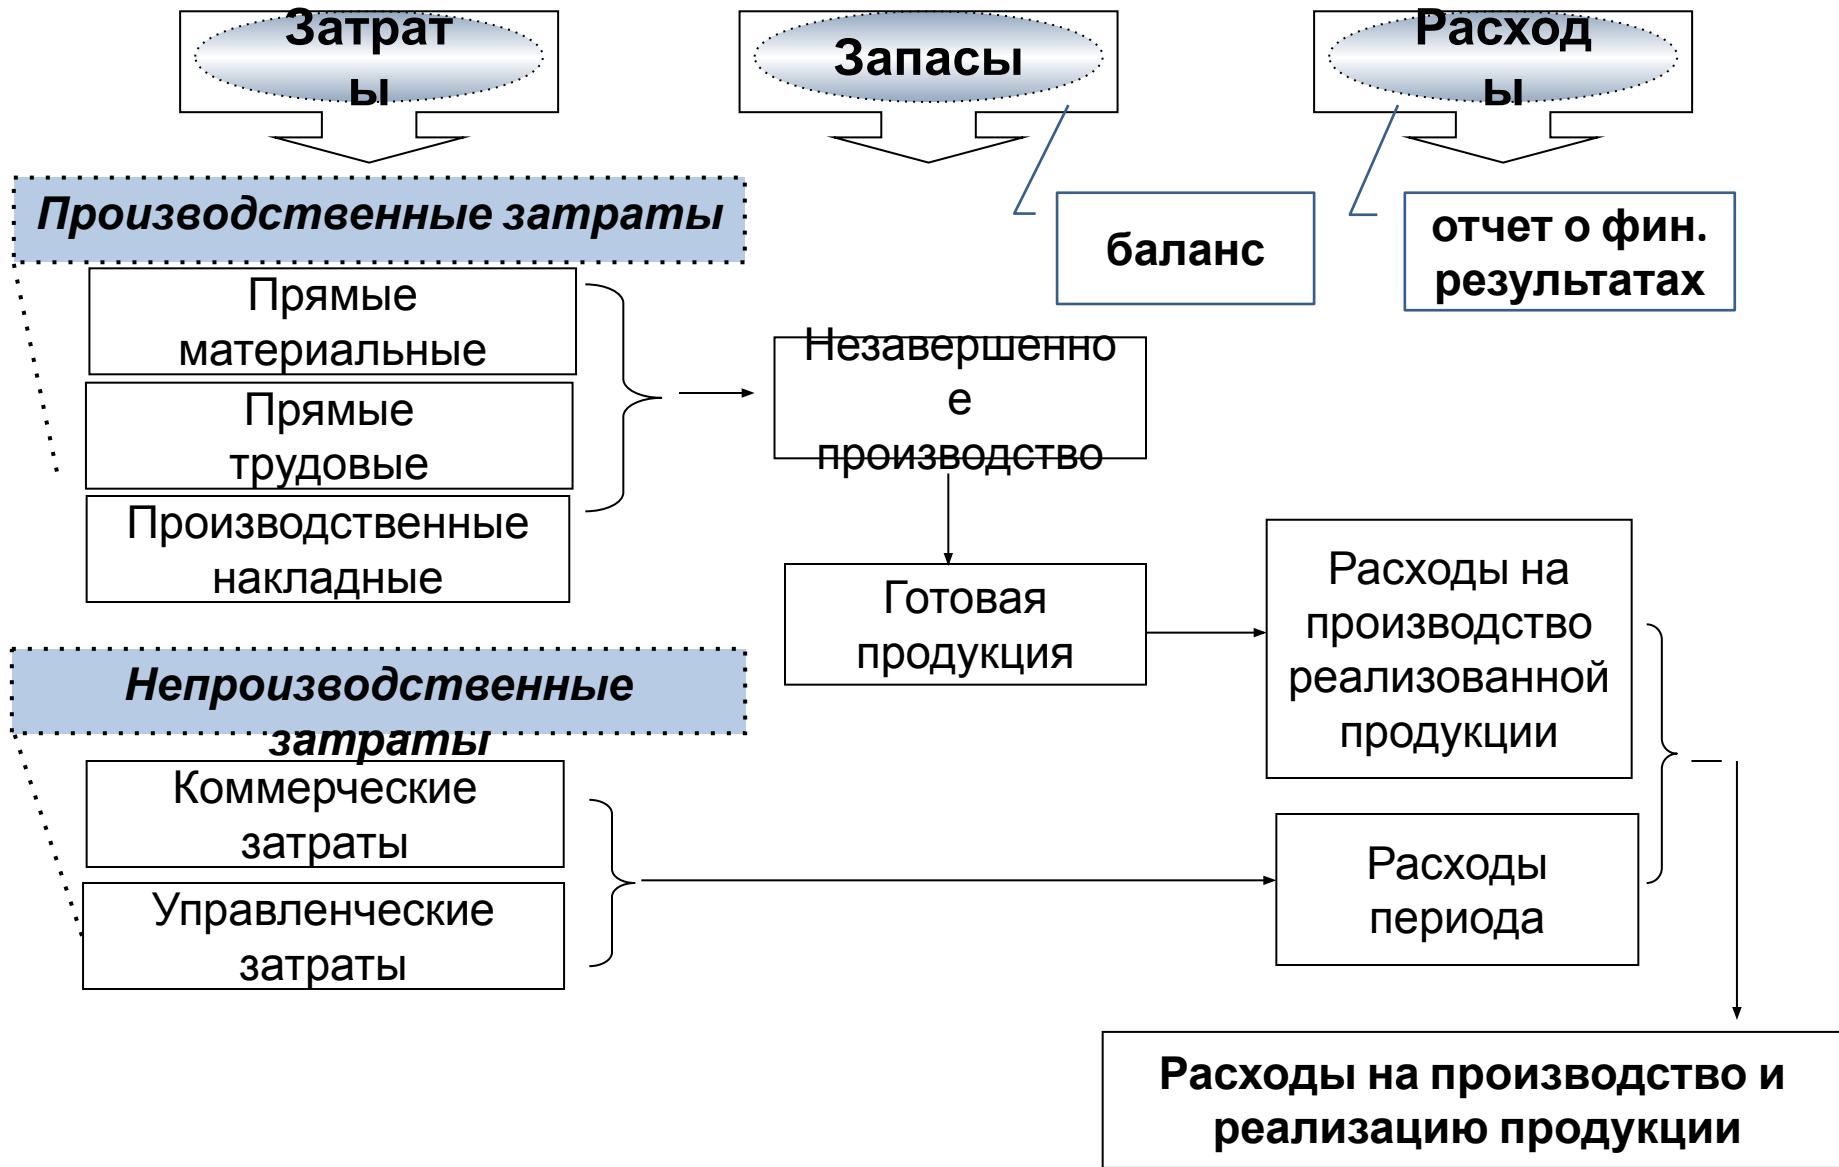 Затрат
ы
Запасы
Расход
ы
Производственные затраты
баланс
отчет о фин.
результатах
Прямые
материальные
Прямые
трудовые
Производственные
накладные
Незавершенно
е
производство
Готовая
продукция
Расходы на
производство
реализованной
продукции
Непроизводственные
затраты
Коммерческие
затраты
Управленческие
затраты
Расходы
периода
Расходы на производство и
реализацию продукции